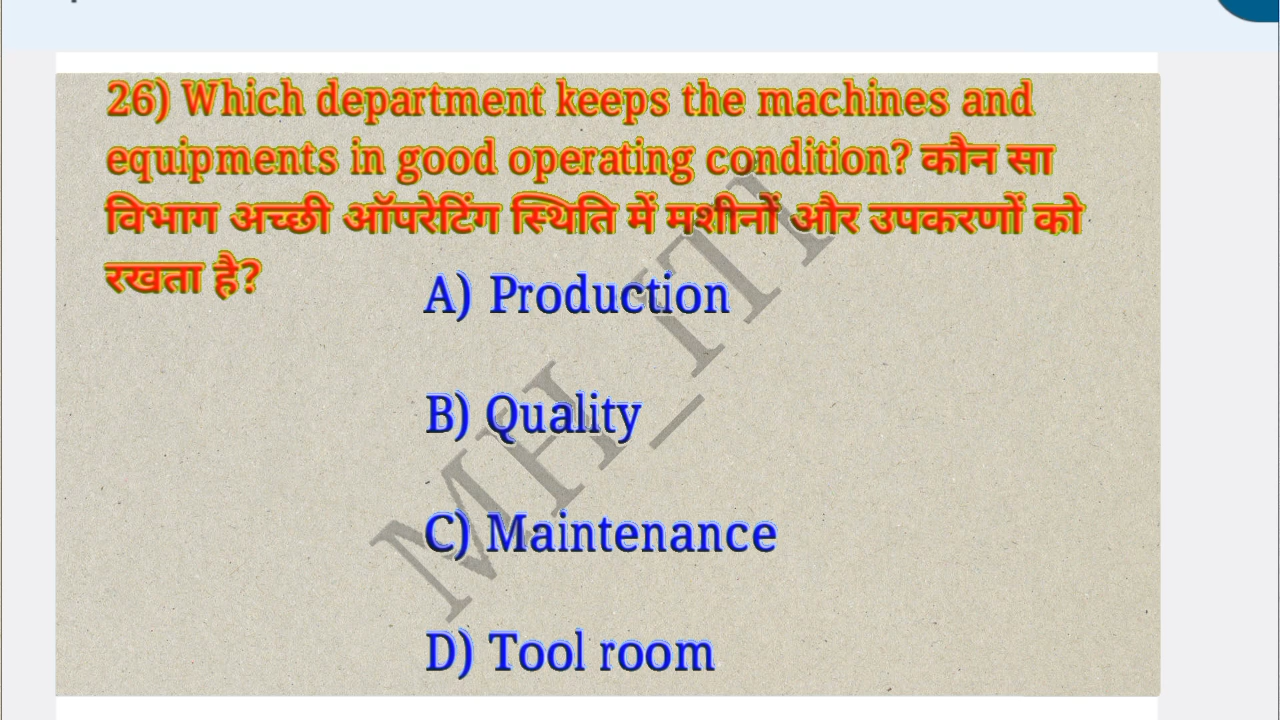 26) Which department keeps the machines and
equipments in good operating condition? कौन सा
विभाग अच्छी ऑपरेटिंग स्थिति में मशीनों और उपकरणों को
रखता है?
A) Production
B) Quality
C) Maintenance
D) Tool room
MH_ITI